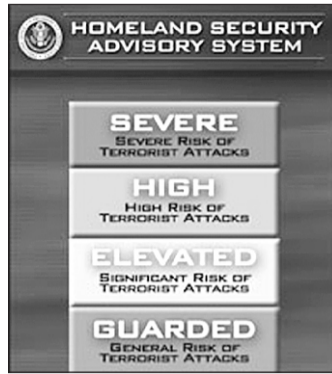 HOMELAND SECURITY
ADVISORY SYSTEM
SEVERE
SEVERE RISK OF
TERRORIST ATTACKS
HIGH
HIGH RISK OF
TERRORIST ATTACKS
ELEVATED
SIGNIFICANT RISK OF
TERRORIST ATTACKS
GUARDED
GENERAL RISK OF
TERRORIST ATTACKS